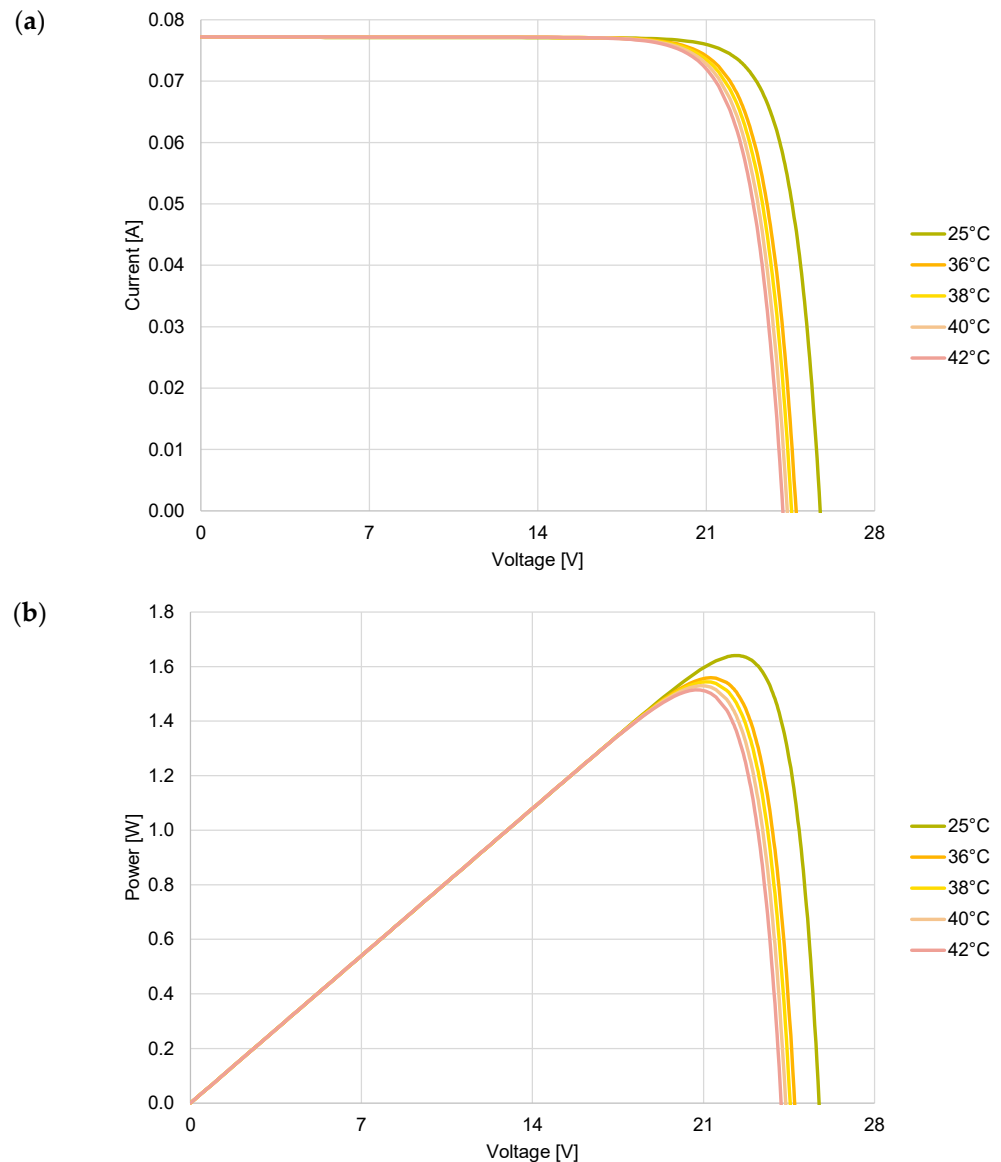 (a)
0.08
0.07
0.06
0.05
0.04
0.03
0.02
0.01
0.00
Current [A]
0 7 14 21 28
Voltage [V]
25°C
36°C
38°C
40°C
42°C
(b)
1.8
1.6
1.4
1.2
1.0
0.8
0.6
0.4
0.2
0.0
Power [W]
0 7 14 21 28
Voltage [V]
25°C
36°C
38°C
40°C
42°C